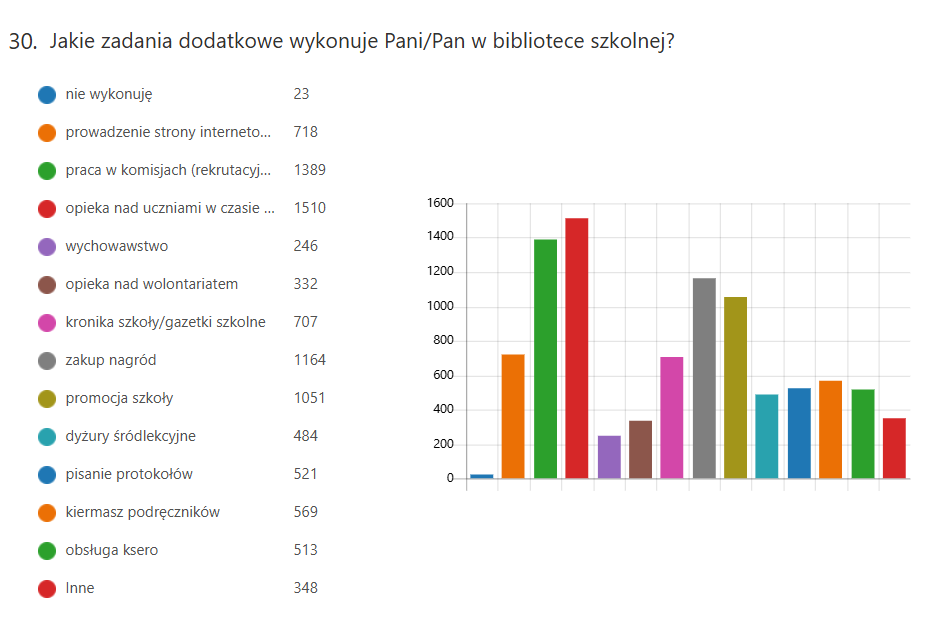 30. Jakie zadania dodatkowe wykonuje Pani/Pan w bibliotece szkolnej?
nie wykonuję 23
prowadzenie strony interneto... 718
praca w komisjach (rekrutacyj... 1389
opieka nad uczniami w czasie ... 1510
wychowawstwo 246
opieka nad wolontariatem 332
kronika szkoły/gazetki szkolne 707
zakup nagród 1164
promocja szkoły 1051
dyżury śródlekcyjne 484
pisanie protokołów 521
kiermasz podręczników 569
obsługa ksero 513
Inne 348
1600
1400
1200
1000
800
600
400
200
0